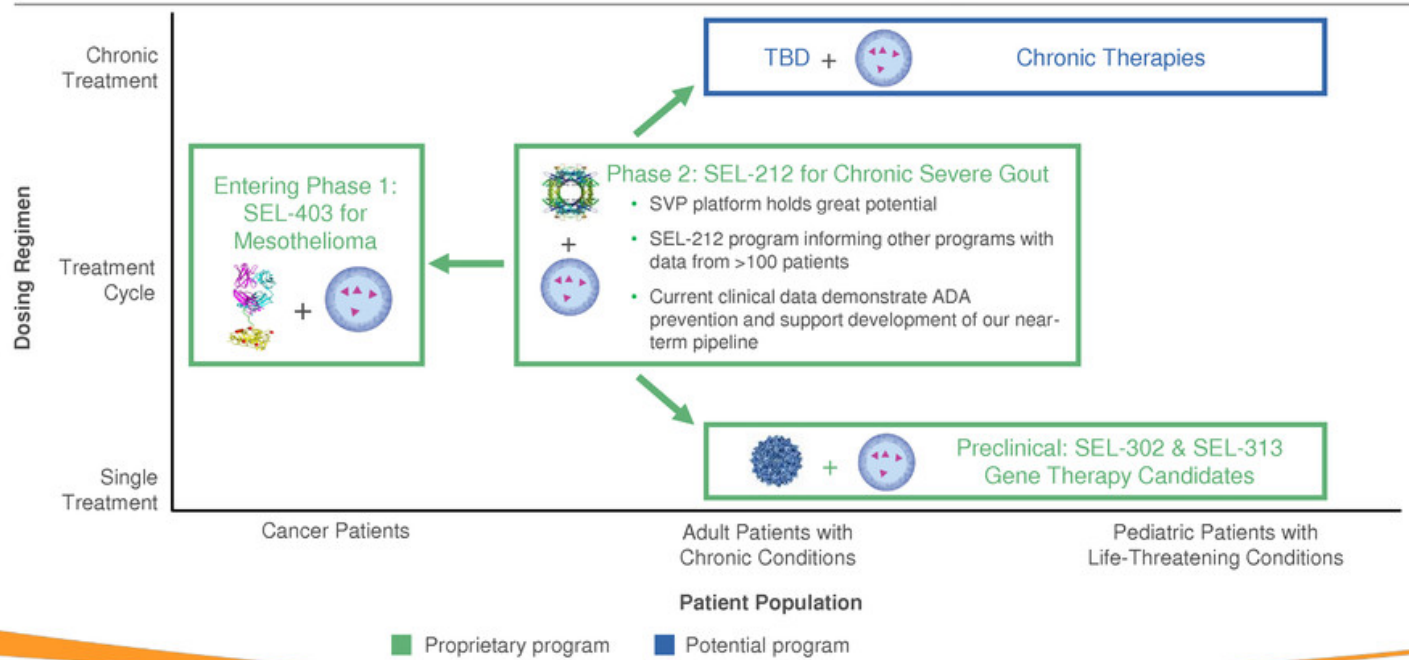 Chronic
Treatment
TBD +
Chronic Therapies
Dosing Regimen
Treatment
Cycle
Entering Phase 1:
SEL-403 for
Mesothelioma
+
Phase 2: SEL-212 for Chronic Severe Gout
+
• SVP platform holds great potential
• SEL-212 program informing other programs with
data from >100 patients
• Current clinical data demonstrate ADA
prevention and support development of our near-
term pipeline
Single
Treatment
+
Preclinical: SEL-302 & SEL-313
Gene Therapy Candidates
Cancer Patients
Adult Patients with
Chronic Conditions
Pediatric Patients with
Life-Threatening Conditions
Patient Population
Proprietary program
Potential program